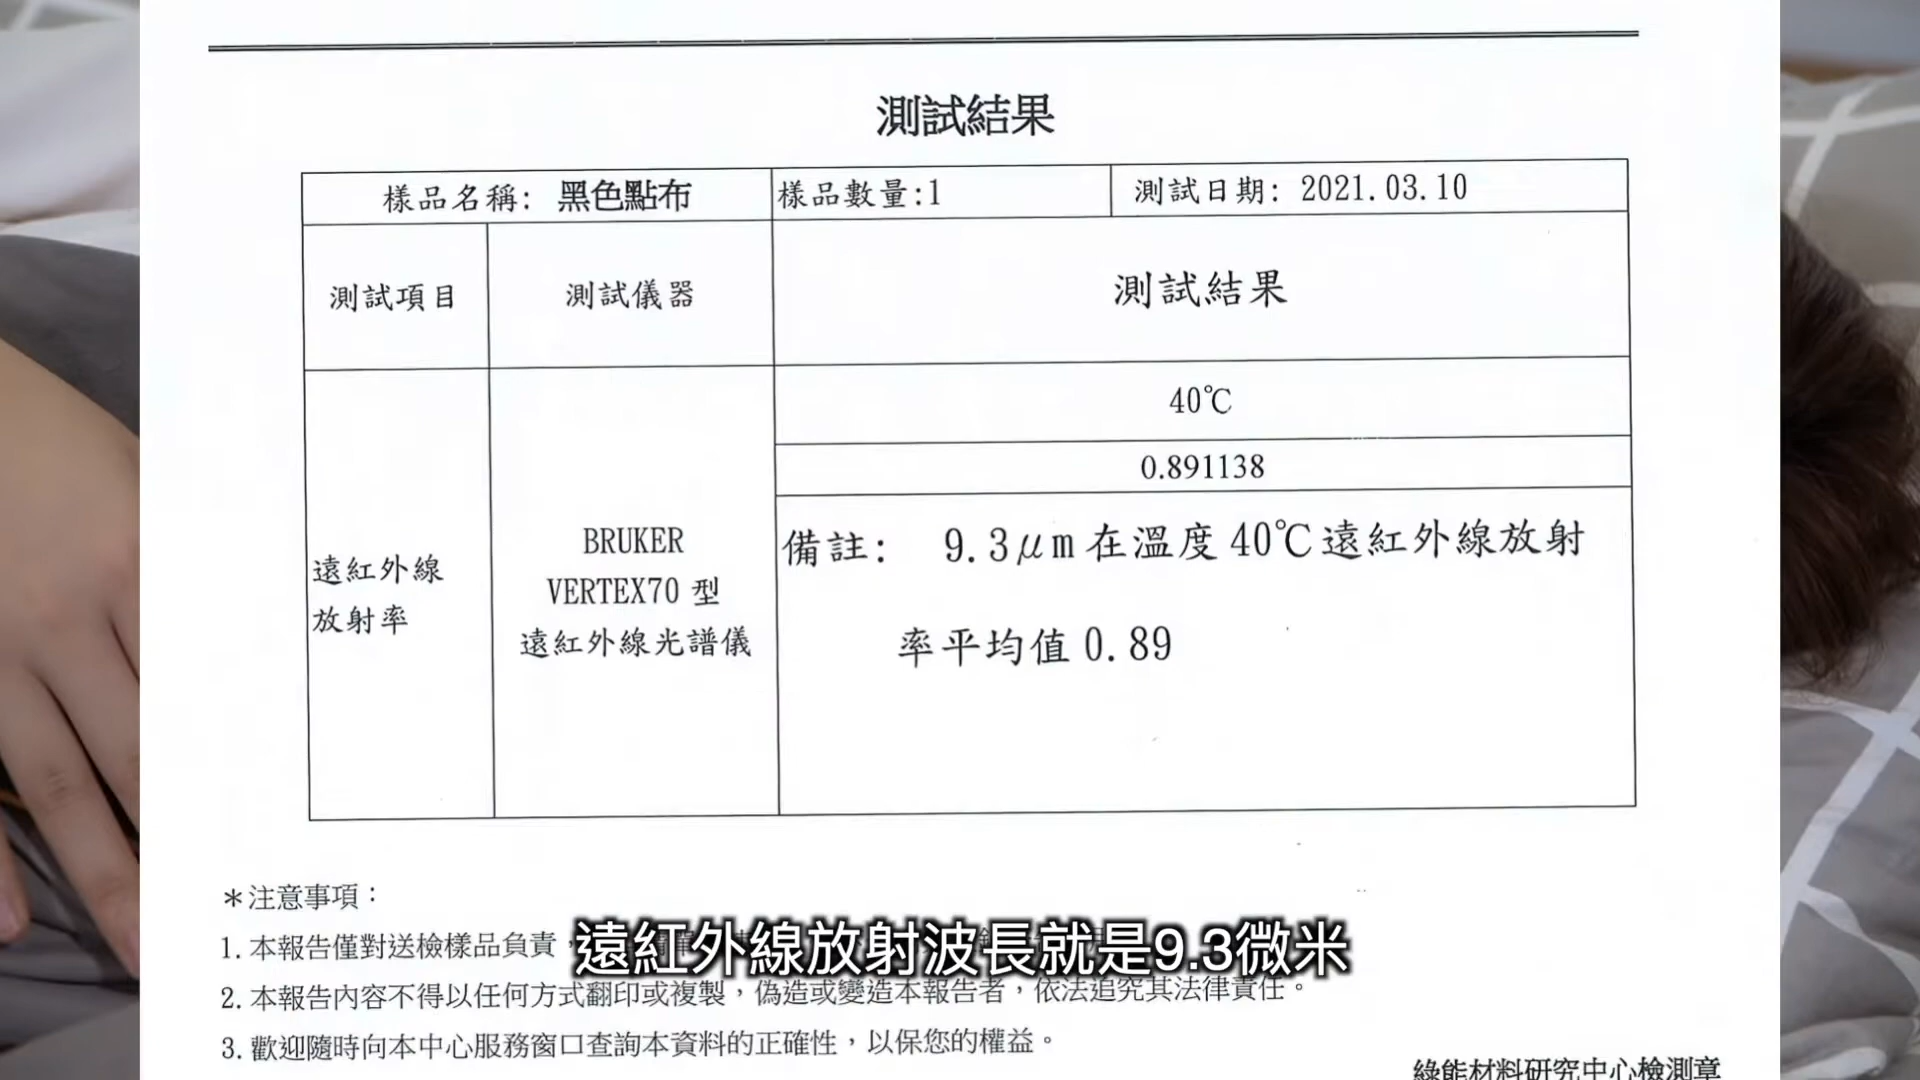 測試結果
樣品名稱: 黑色點布
樣品數量:1
測試日期: 2021.03.10
測試項目
測試儀器
測試結果
40℃
0.891138
遠紅外線
放射率
BRUKER
VERTEX70 型
遠紅外線光譜儀
備註: 9.3μm在溫度40℃遠紅外線放射
率平均值0.89
＊注意事項：
1. 本報告僅對送檢樣品負責，
遠紅外線放射波長就是9.3微米
2. 本報告內容不得以任何方式翻印或複製，偽造或變造本報告者，依法追究其法律責任。
3. 歡迎隨時向本中心服務窗口查詢本資料的正確性，以保您的權益。
綠能材料研究中心檢測章